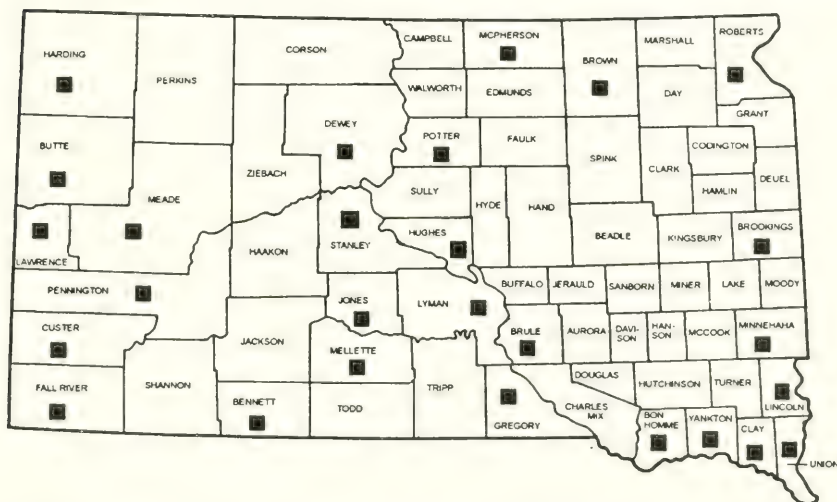 HARDING
PERKINS
CORSON
CAMPBELL
MCPHERSON
BROWN
MARSHALL
ROBERTS
WALWORTH
EDMUNDS
DAY
GRANT
BUTTE
MEADE
ZIEBACH
DEWEY
POTTER
FAULK
SPINK
CLARK
CODINGTON
HAMLIN
DEUEL
LAWRENCE
HAAKON
STANLEY
SULLY
HUGHES
HYDE
HAND
BEADLE
KINGSBURY
BROOKINGS
PENNINGTON
JONES
LYMAN
BUFFALO
JERAULD
SANBORN
MINER
LAKE
MOODY
CUSTER
JACKSON
MELLETTE
BRULE
AURORA
DAVI-
SON
HAN-
SON
MCCOOK
MINNEHAHA
FALL RIVER
SHANNON
BENNETT
TODD
TRIPP
GREGORY
CHARLES
MIX
DOUGLAS
HUTCHINSON
TURNER
LINCOLN
BON
HOMME
YANKTON
CLAY
UNION